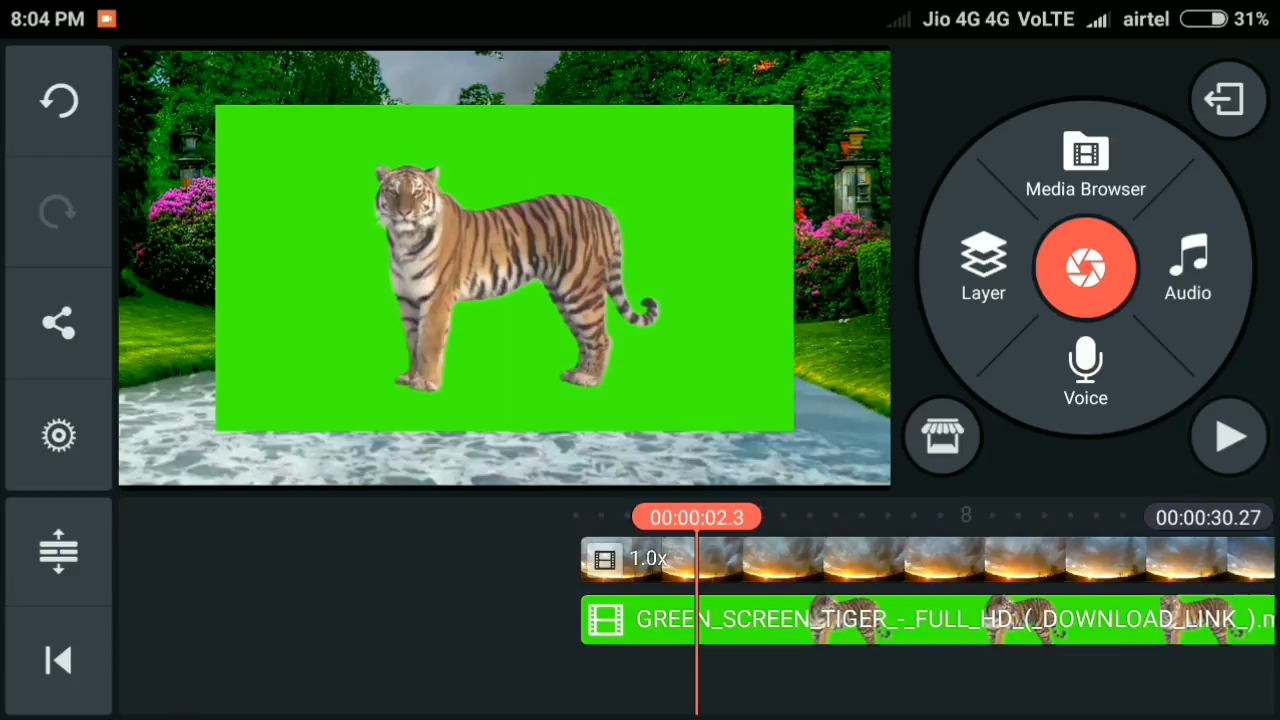 8:04 PM
Jio 4G 4G VoLTE airtel 31%
Media Browser
Layer
Audio
Voice
00:00:02.3
8
00:00:30.27
1.0x
GREEN_SCREEN_TIGER_-_FULL_HD_(_DOWNLOAD_LINK_).m